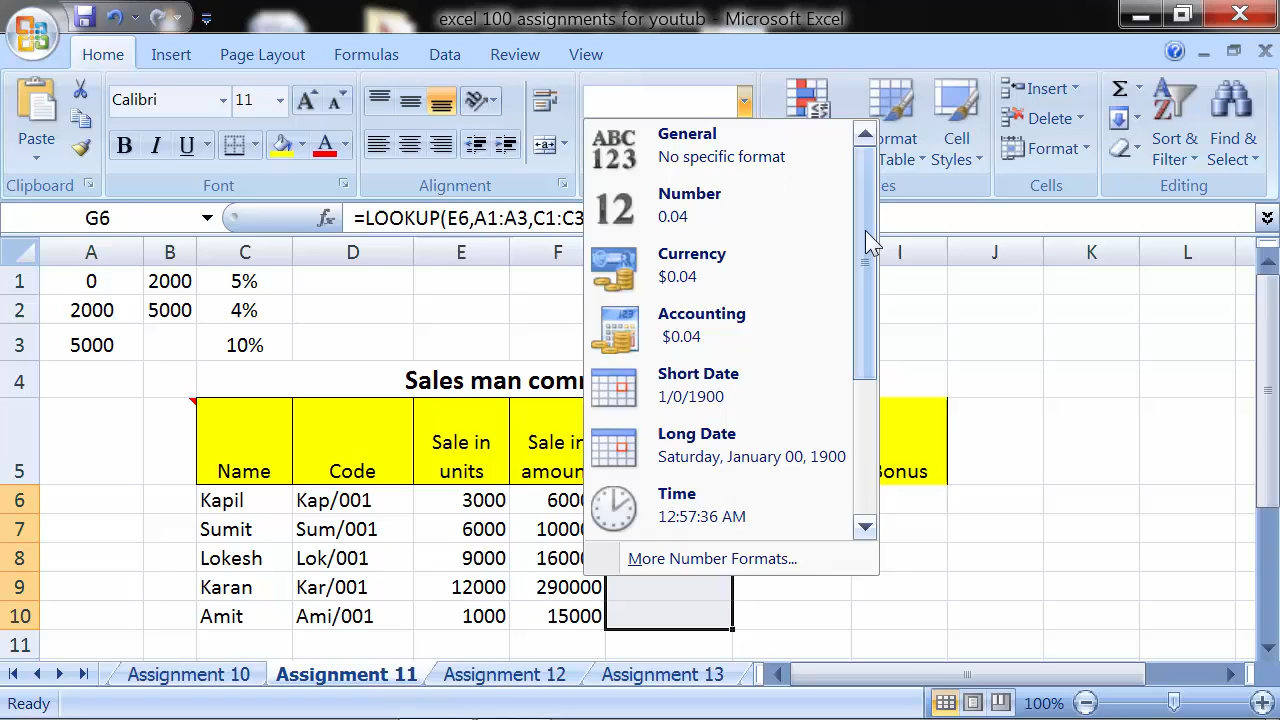 excel 100 assignments for youtub - Microsoft Excel
Home Insert Page Layout Formulas Data Review View
Calibri 11 Insert Σ
Paste Delete
B I U A Format Table Cell Styles Format Sort & Filter Find & Select
Clipboard Font Alignment Cells Editing
G6 fx =LOOKUP(E6,A1:A3,C1:C3
General
No specific format
ABC
123
Number
0.04
12
Currency
$0.04
Accounting
$0.04
Short Date
1/0/1900
Long Date
Saturday, January 00, 1900
Time
12:57:36 AM
More Number Formats...
A B C D E F I J K L
1 0 2000 5%
2 2000 5000 4%
3 5000 10%
4 Sales man
5 Name Code Sale in units Sale in Bonus
6 Kapil Kap/001 3000
7 Sumit Sum/001 6000
8 Lokesh Lok/001 9000
9 Karan Kar/001 12000 290000
10 Amit Ami/001 1000 15000
11
Assignment 10 Assignment 11 Assignment 12 Assignment 13
Ready 100%